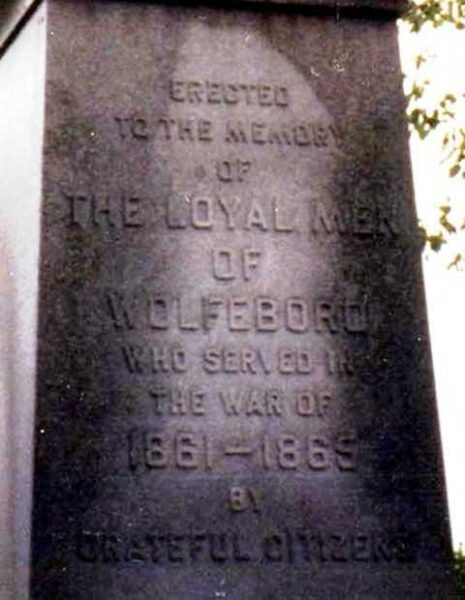 ERECTED
TO THE MEMORY
OF
THE LOYAL MEN
OF
WOLFEBORO
WHO SERVED IN
THE WAR OF
1861-1865
BY
GRATEFUL CITIZENS